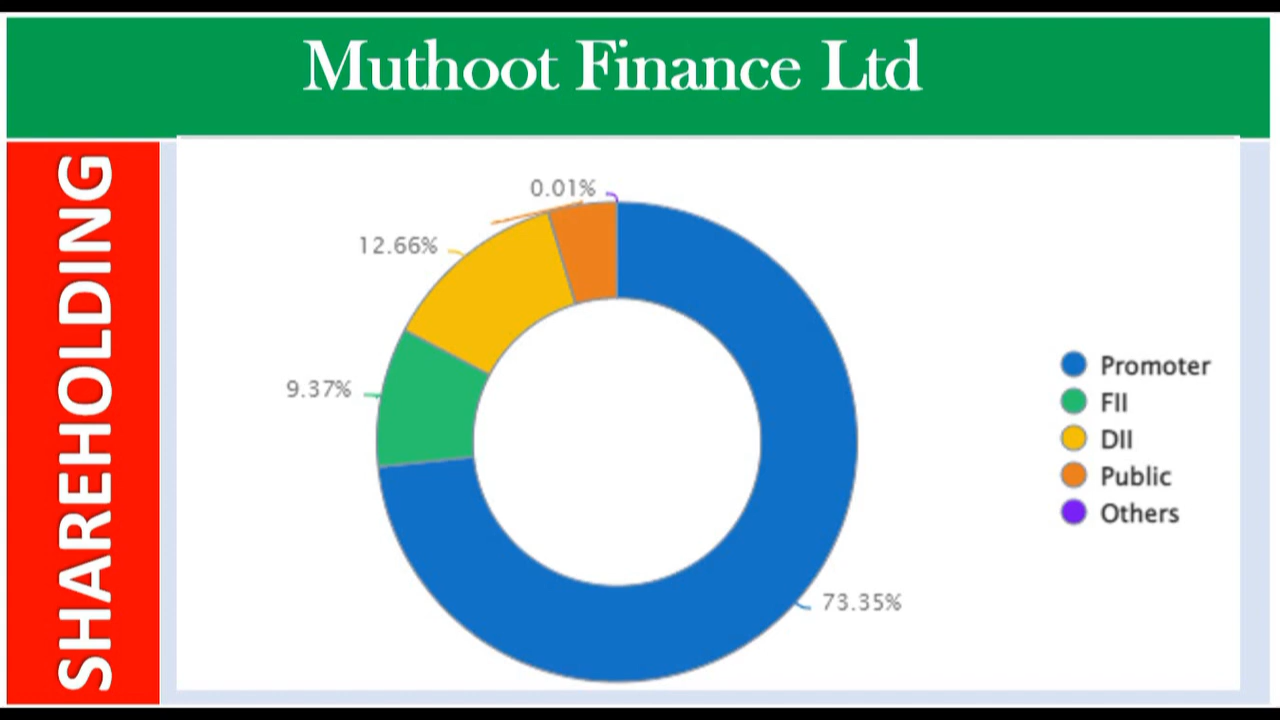 Muthoot Finance Ltd
SHAREHOLDING
0.01%
12.66%
9.37%
73.35%
Promoter
FII
DII
Public
Others